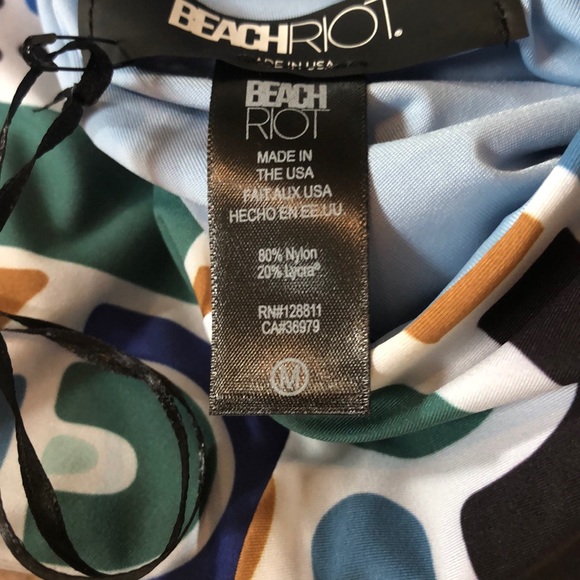 BEACHRIOT.
MADE IN USA
BEACH
RIOT
MADE IN
THE USA
FAIT AUX USA
HECHO EN EE.UU.
80% Nylon
20% Lycra®
RN#128811
CA#36979
M